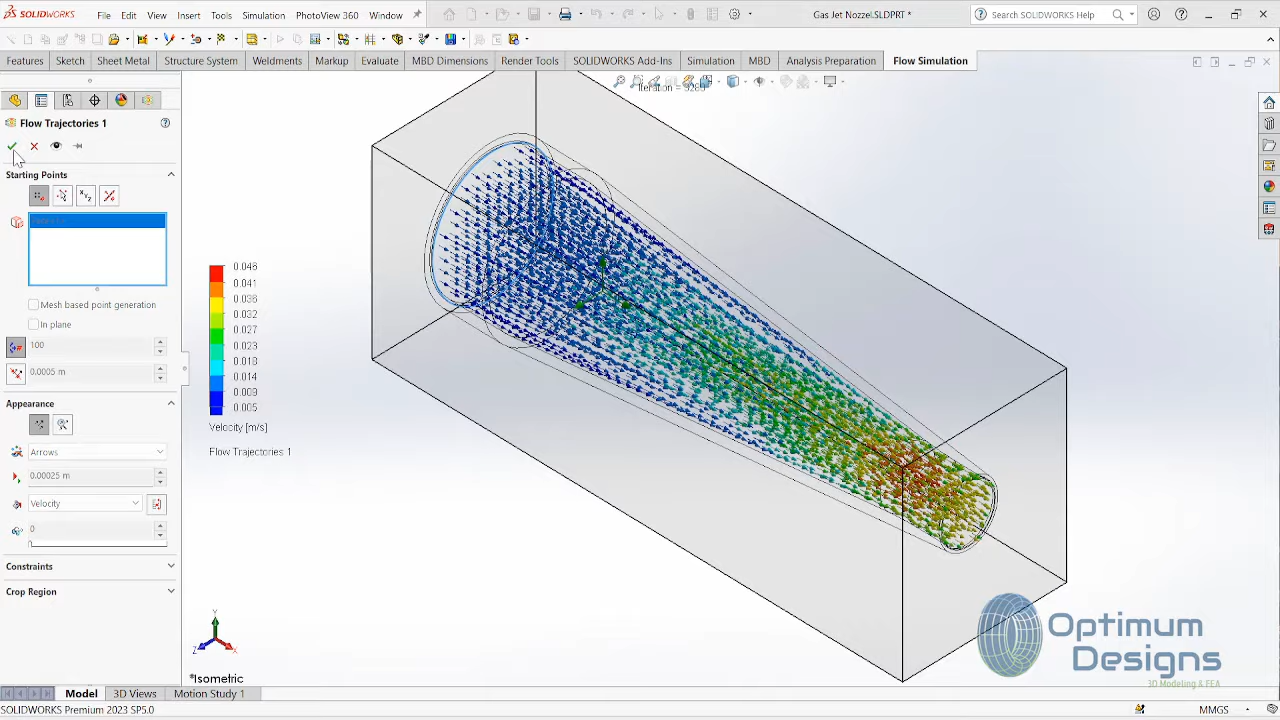 SOLIDWORKS File Edit View Insert Tools Simulation PhotoView 360 Window Gas Jet Nozzel.SLDPRT * Search SOLIDWORKS Help
Features Sketch Sheet Metal Structure System Weldments Markup Evaluate MBD Dimensions Render Tools SOLIDWORKS Add-Ins Simulation MBD Analysis Preparation Flow Simulation
Flow Trajectories 1
Starting Points
Mesh based point generation
In plane
100
0.0005 m
Appearance
Arrows
0.00025 m
Velocity
0
Constraints
Crop Region
0.046
0.041
0.036
0.032
0.027
0.023
0.018
0.014
0.009
0.005
Velocity [m/s]
Flow Trajectories 1
Y
Z X
*Isometric
Optimum
Designs
3D Modeling & FEA
Model 3D Views Motion Study 1
SOLIDWORKS Premium 2023 SP5.0 MMGS